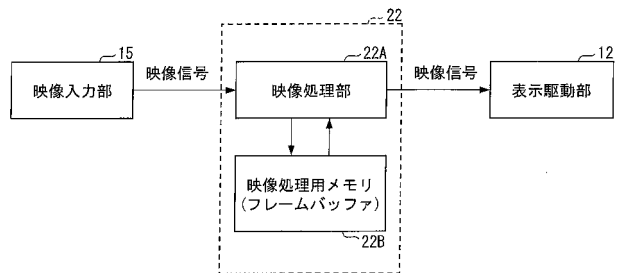 22
15
映像入力部
映像信号
22A
映像処理部
映像信号
12
表示駆動部
映像処理用メモリ
(フレームバッファ)
22B